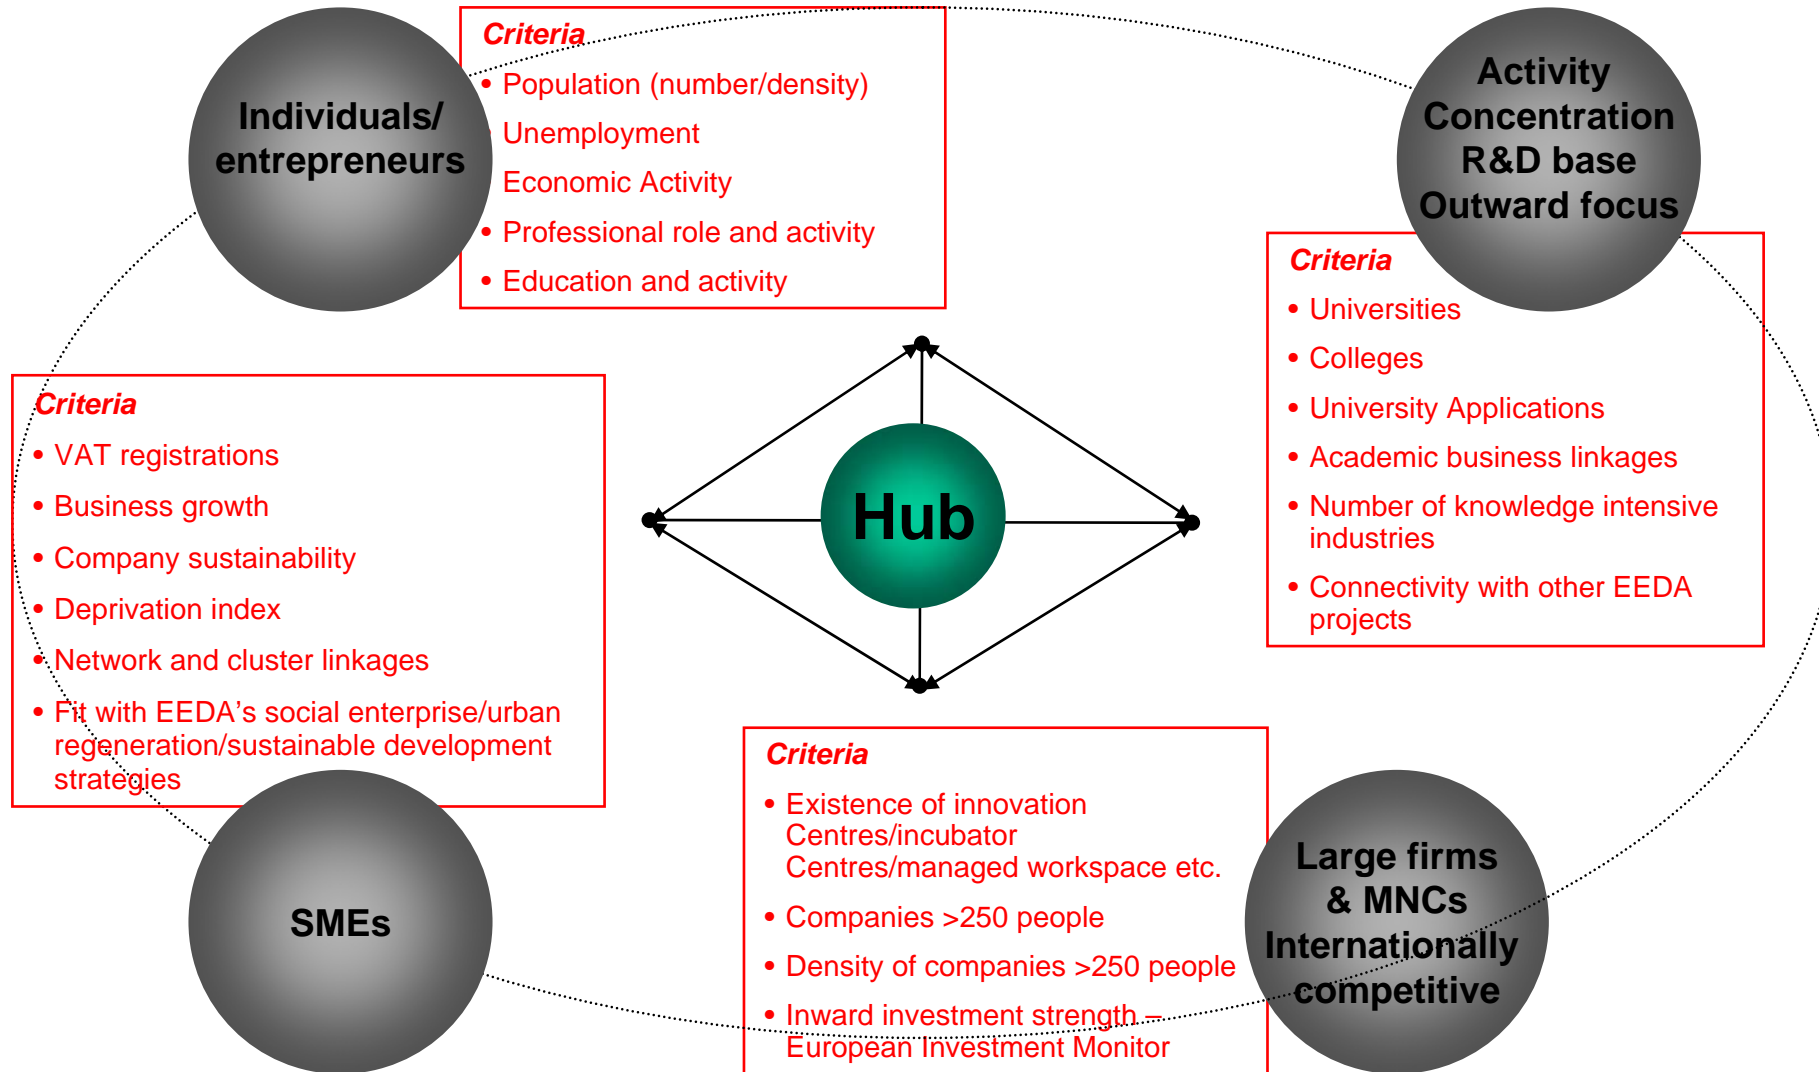 Individuals/
entrepreneurs
Criteria
• Population (number/density)
• Unemployment
Economic Activity
• Professional role and activity
• Education and activity
Activity
Concentration
R&D base
Outward focus
Criteria
• Universities
• Colleges
• University Applications
• Academic business linkages
• Number of knowledge intensive
industries
• Connectivity with other EEDA
projects
Criteria
• VAT registrations
• Business growth
• Company sustainability
• Deprivation index
• Network and cluster linkages
• Fit with EEDA’s social enterprise/urban
regeneration/sustainable development
strategies
Hub
SMEs
Criteria
• Existence of innovation
Centres/incubator
Centres/managed workspace etc.
• Companies >250 people
• Density of companies >250 people
• Inward investment strength –
European Investment Monitor
Large firms
& MNCs
Internationally
competitive